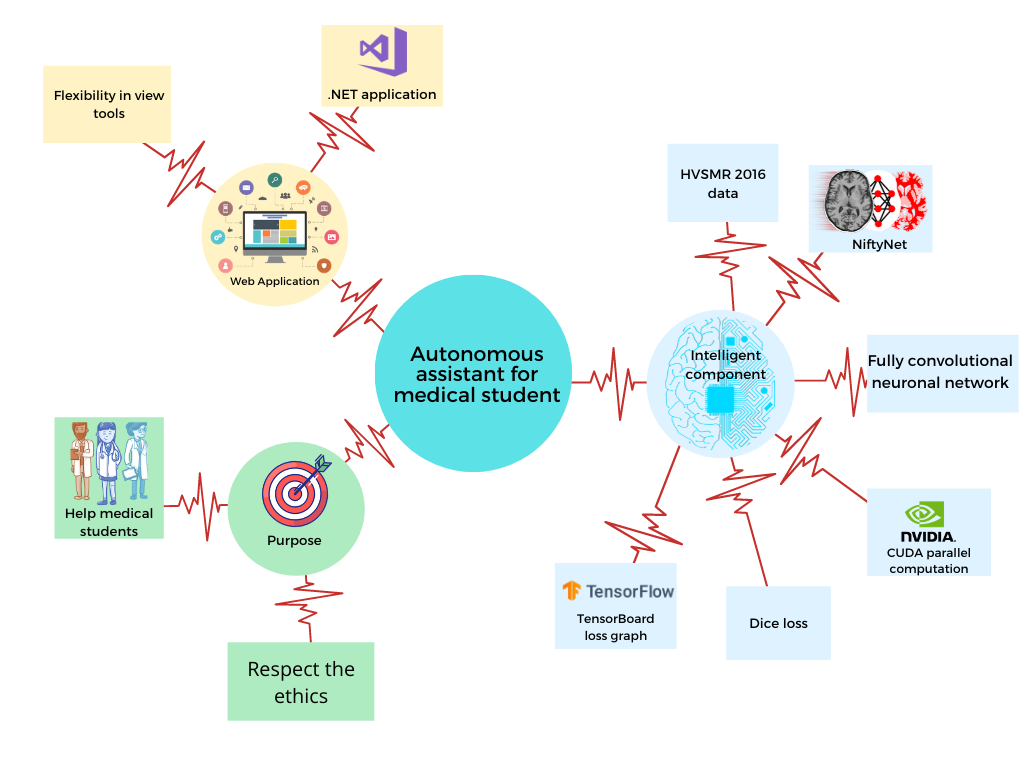 .NET application
Flexibility in view
tools
Web Application
HVSMR 2016
data
NiftyNet
Autonomous
assistant for
medical student
Intelligent
component
Fully convolutional
neuronal network
Help medical
students
Purpose
NVIDIA.
CUDA parallel
computation
TensorFlow
TensorBoard
loss graph
Dice loss
Respect the
ethics